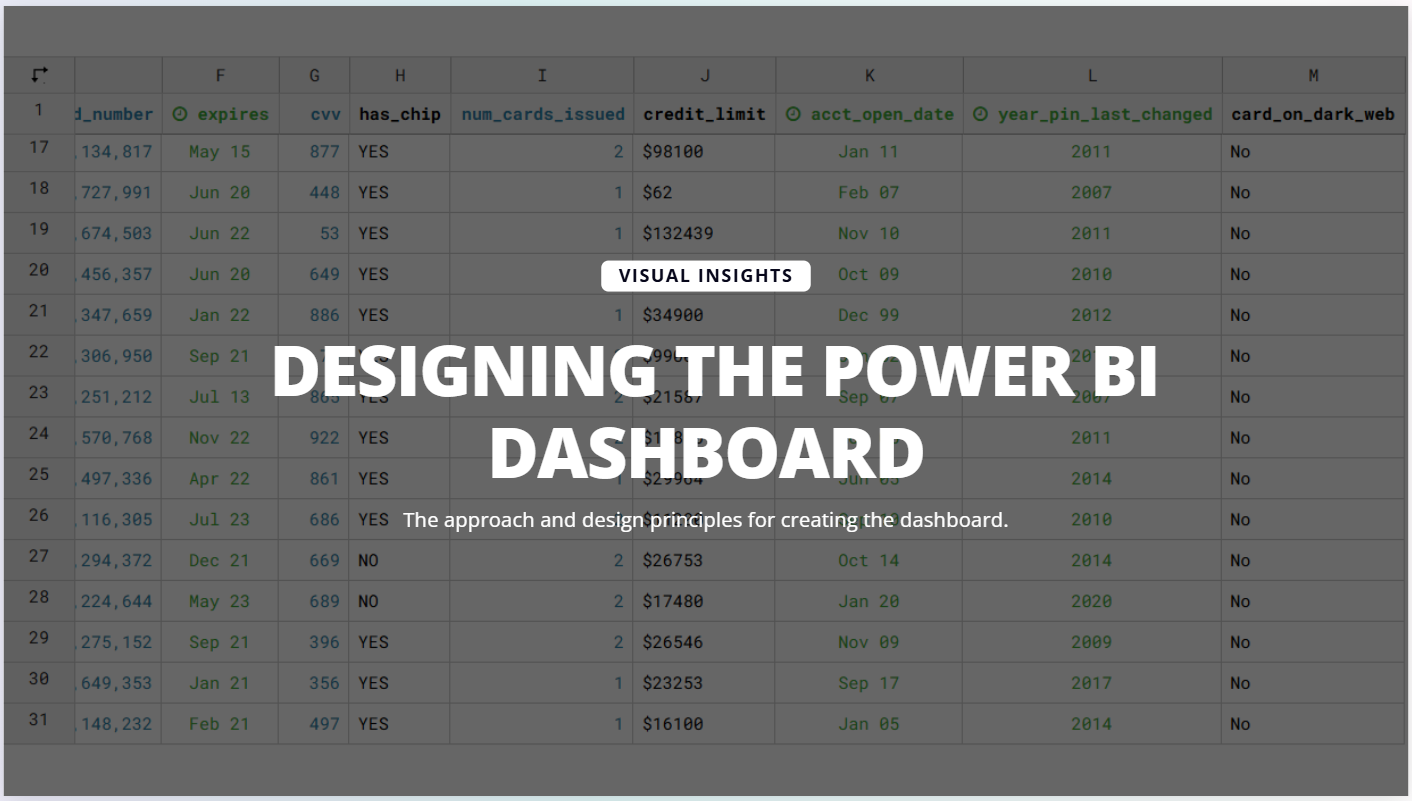 F G H I J K L M
1 d_number expires cvv has_chip num_cards_issued credit_limit acct_open_date year_pin_last_changed card_on_dark_web
17 ,134,817 May 15 877 YES 2 $98100 Jan 11 2011 No
18 ,727,991 Jun 20 448 YES 1 $62 Feb 07 2007 No
19 ,674,503 Jun 22 53 YES 1 $132439 Nov 10 2011 No
20 ,456,357 Jun 20 649 YES Oct 09 2010 No
VISUAL INSIGHTS
21 ,347,659 Jan 22 886 YES 1 $34900 Dec 99 2012 No
22 ,306,950 Sep 21 No
DESIGNING THE POWER BI
23 ,251,212 Jul 13 YES 2 $21587 Sep 07 2007 No
24 ,570,768 Nov 22 922 YES 2011 No
DASHBOARD
25 ,497,336 Apr 22 861 YES 1 $29964 Jun 05 2014 No
26 ,116,305 Jul 23 686 YES 2010 No
The approach and design principles for creating the dashboard.
27 ,294,372 Dec 21 669 NO 2 $26753 Oct 14 2014 No
28 ,224,644 May 23 689 NO 2 $17480 Jan 20 2020 No
29 ,275,152 Sep 21 396 YES 2 $26546 Nov 09 2009 No
30 ,649,353 Jan 21 356 YES 1 $23253 Sep 17 2017 No
31 ,148,232 Feb 21 497 YES 1 $16100 Jan 05 2014 No